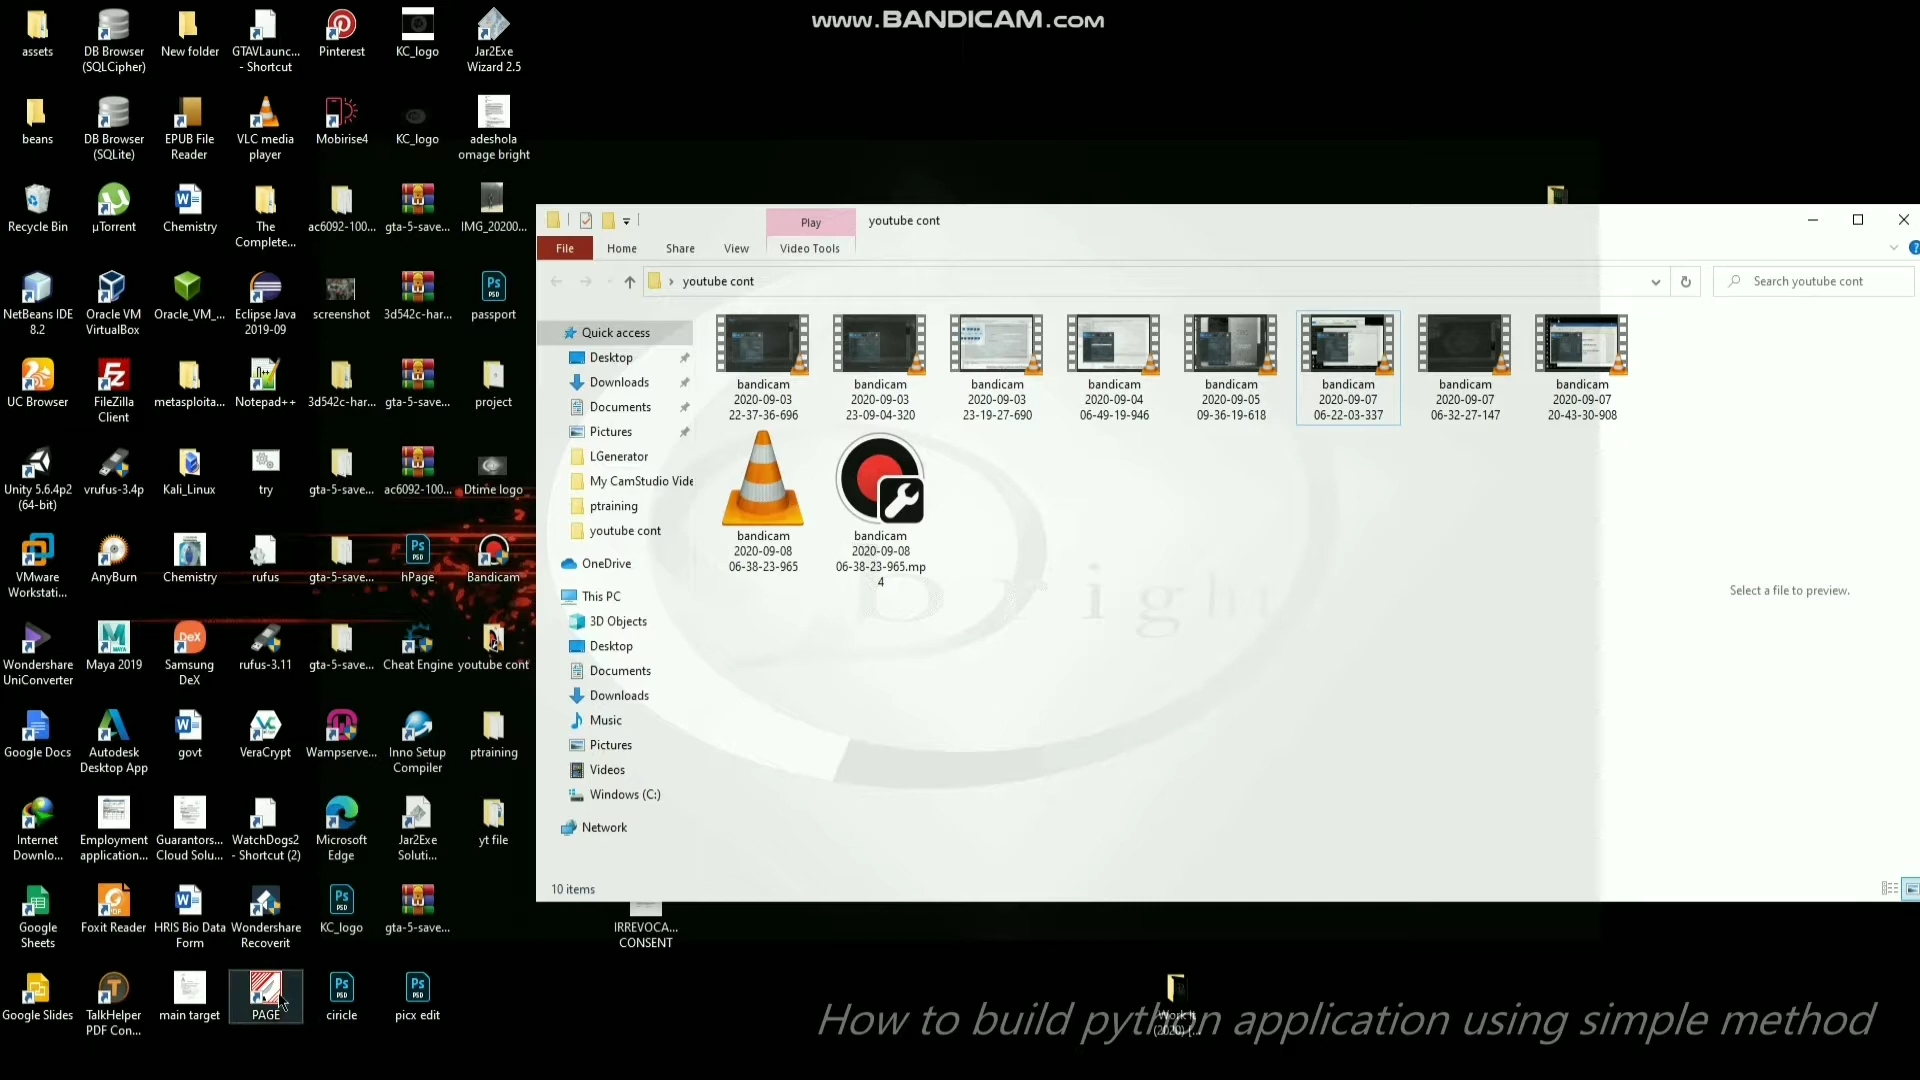 www.BANDICAM.com
assets
DB Browser
(SQLCipher)
New folder
GTAVLaunc...
- Shortcut
Pinterest
KC_logo
Jar2Exe
Wizard 2.5
beans
DB Browser
(SQLite)
EPUB File
Reader
VLC media
player
Mobirise4
KC_logo
adeshola
omage bright
Recycle Bin
µTorrent
Chemistry
The
Complete...
ac6092-100...
gta-5-save...
IMG_20200...
NetBeans IDE
8.2
Oracle VM
VirtualBox
Oracle_VM_...
Eclipse Java
2019-09
screenshot
3d542c-har...
passport
UC Browser
FileZilla
Client
metasploita...
Notepad++
3d542c-har...
gta-5-save...
project
Unity 5.6.4p2
(64-bit)
vrufus-3.4p
Kali_Linux
try
gta-5-save...
ac6092-100...
Dtime logo
VMware
Workstati...
AnyBurn
Chemistry
rufus
gta-5-save...
hPage
Bandicam
Wondershare
UniConverter
Maya 2019
Samsung
DeX
rufus-3.11
gta-5-save...
Cheat Engine
youtube cont
Google Docs
Autodesk
Desktop App
govt
VeraCrypt
Wampserve...
Inno Setup
Compiler
ptraining
Internet
Downlo...
Employment
application...
Guarantors...
Cloud Solu...
WatchDogs2
- Shortcut (2)
Microsoft
Edge
Jar2Exe
Soluti...
yt file
Google
Sheets
Foxit Reader
HRIS Bio Data
Form
Wondershare
Recoverit
KC_logo
gta-5-save...
Google Slides
TalkHelper
PDF Con...
main target
PAGE
ciricle
picx edit
Play
youtube cont
File
Home
Share
View
Video Tools
youtube cont
Search youtube cont
Quick access
Desktop
Downloads
Documents
Pictures
LGenerator
My CamStudio Vide
ptraining
youtube cont
OneDrive
This PC
3D Objects
Desktop
Documents
Downloads
Music
Pictures
Videos
Windows (C:)
Network
bandicam
2020-09-03
22-37-36-696
bandicam
2020-09-03
23-09-04-320
bandicam
2020-09-03
23-19-27-690
bandicam
2020-09-04
06-49-19-946
bandicam
2020-09-05
09-36-19-618
bandicam
2020-09-07
06-22-03-337
bandicam
2020-09-07
06-32-27-147
bandicam
2020-09-07
20-43-30-908
bandicam
2020-09-08
06-38-23-965
bandicam
2020-09-08
06-38-23-965.mp
4
bright
Select a file to preview.
10 items
IRREVOCA...
CONSENT
Work It
(2020) [...
How to build python application using simple method